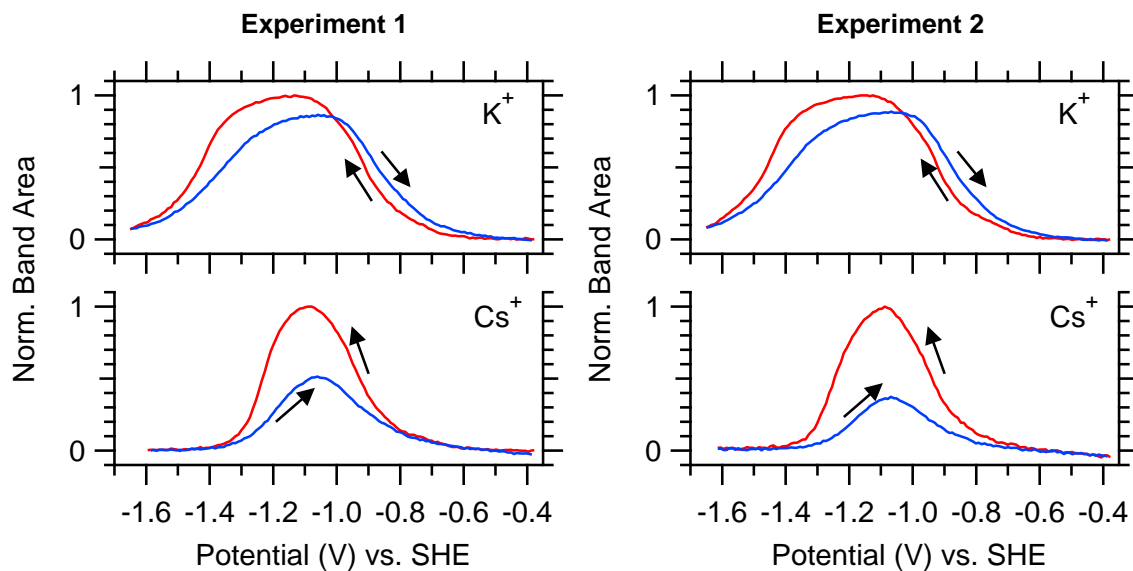 Experiment 1
Norm. Band Area
1
0
K+
1
0
Cs+
-1.6 -1.4 -1.2 -1.0 -0.8 -0.6 -0.4
Potential (V) vs. SHE
Experiment 2
Norm. Band Area
1
0
K+
1
0
Cs+
-1.6 -1.4 -1.2 -1.0 -0.8 -0.6 -0.4
Potential (V) vs. SHE